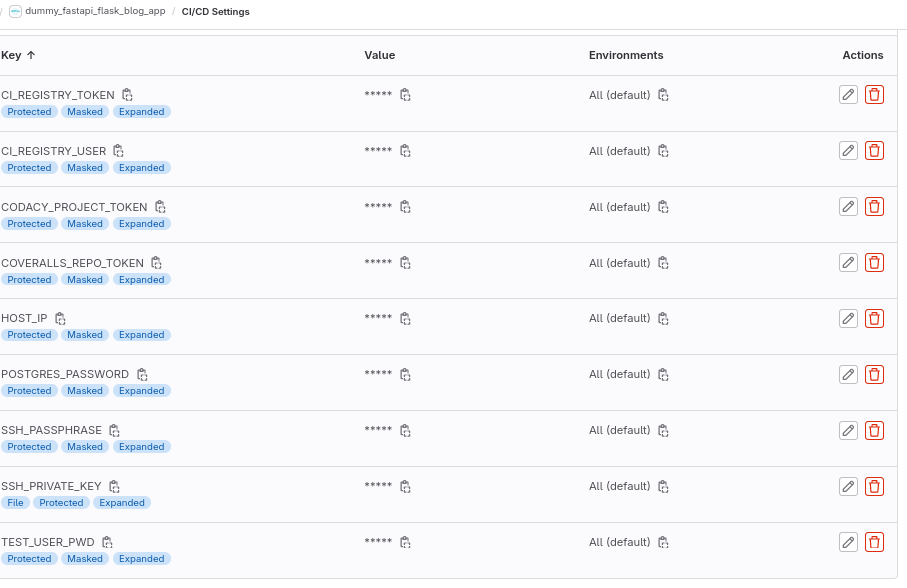 / dummy_fastapi_flask_blog_app / CI/CD Settings
Key ↑ Value Environments Actions
CI_REGISTRY_TOKEN ***** All (default)
Protected Masked Expanded
CI_REGISTRY_USER ***** All (default)
Protected Masked Expanded
CODACY_PROJECT_TOKEN ***** All (default)
Protected Masked Expanded
COVERALLS_REPO_TOKEN ***** All (default)
Protected Masked Expanded
HOST_IP ***** All (default)
Protected Masked Expanded
POSTGRES_PASSWORD ***** All (default)
Protected Masked Expanded
SSH_PASSPHRASE ***** All (default)
Protected Masked Expanded
SSH_PRIVATE_KEY ***** All (default)
File Protected Expanded
TEST_USER_PWD ***** All (default)
Protected Masked Expanded